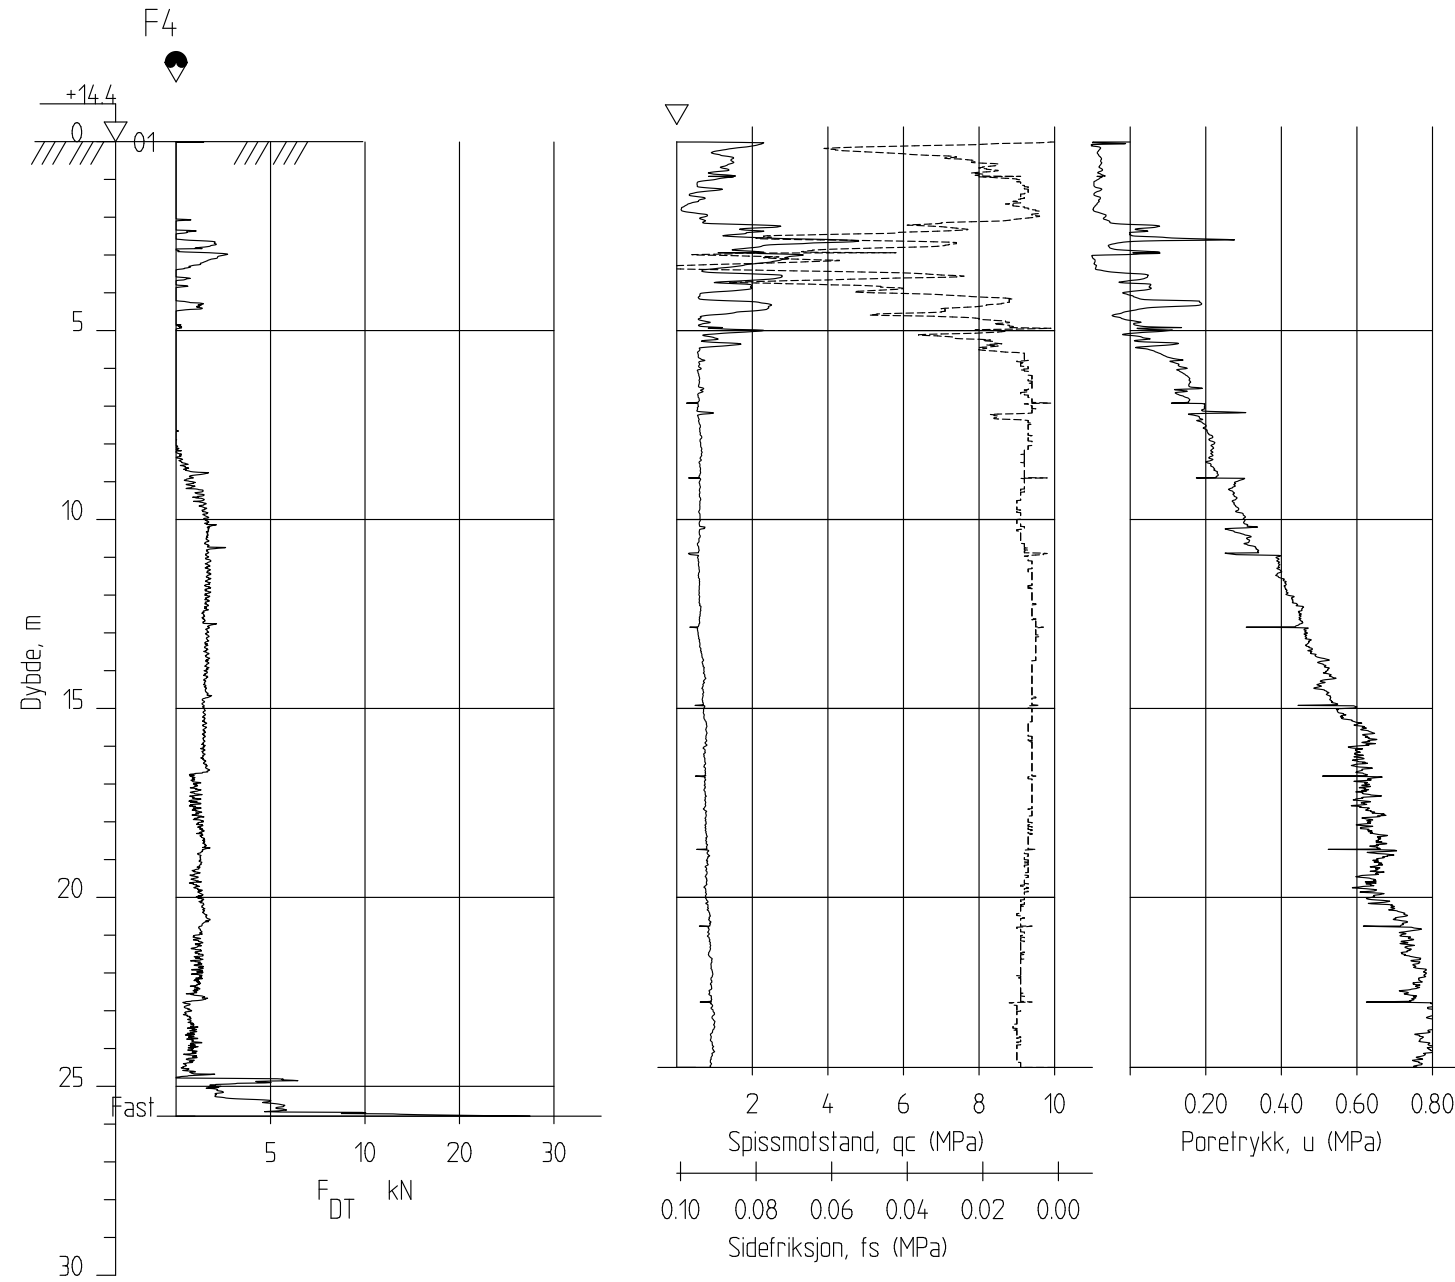 F4
+14.4
0
01
5
10
15
20
25
Fast
30
Dybde, m
5 10 20 30
F DT kN
2 4 6 8 10
Spissmotstand, qc (MPa)
0.10 0.08 0.06 0.04 0.02 0.00
Sidefriksjon, fs (MPa)
0.20 0.40 0.60 0.80
Poretrykk, u (MPa)